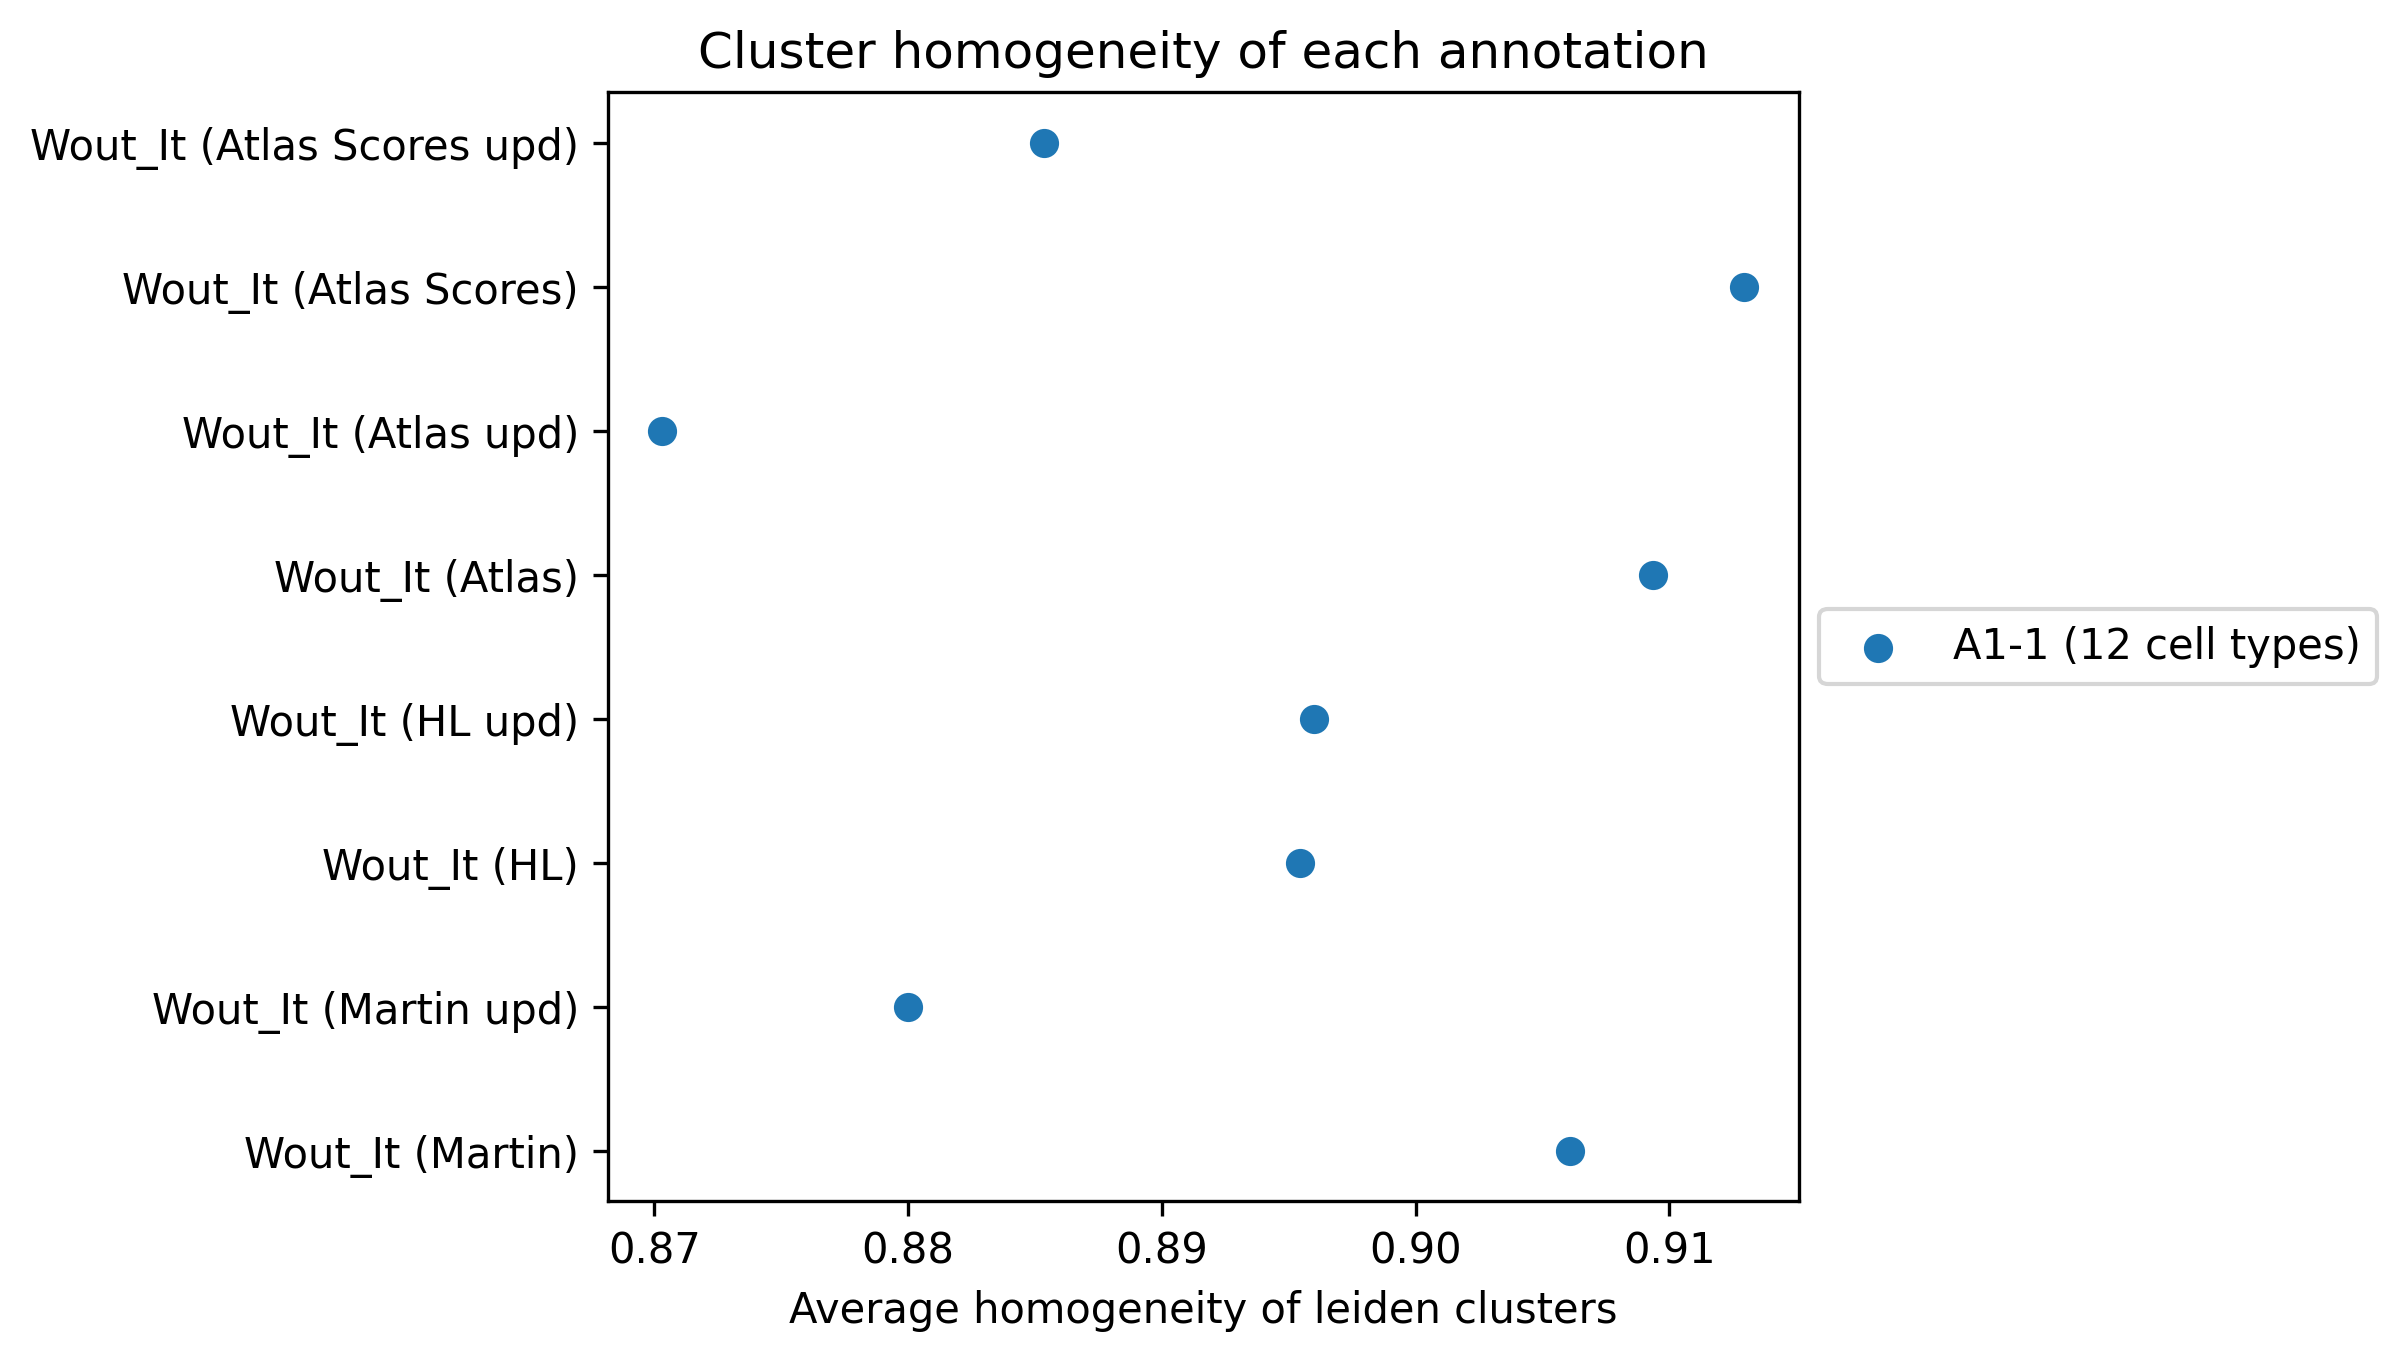 Cluster homogeneity of each annotation
Wout_It (Atlas Scores upd)
Wout_It (Atlas Scores)
Wout_It (Atlas upd)
Wout_It (Atlas)
Wout_It (HL upd)
Wout_It (HL)
Wout_It (Martin upd)
Wout_It (Martin)
A1-1 (12 cell types)
0.87 0.88 0.89 0.90 0.91
Average homogeneity of leiden clusters